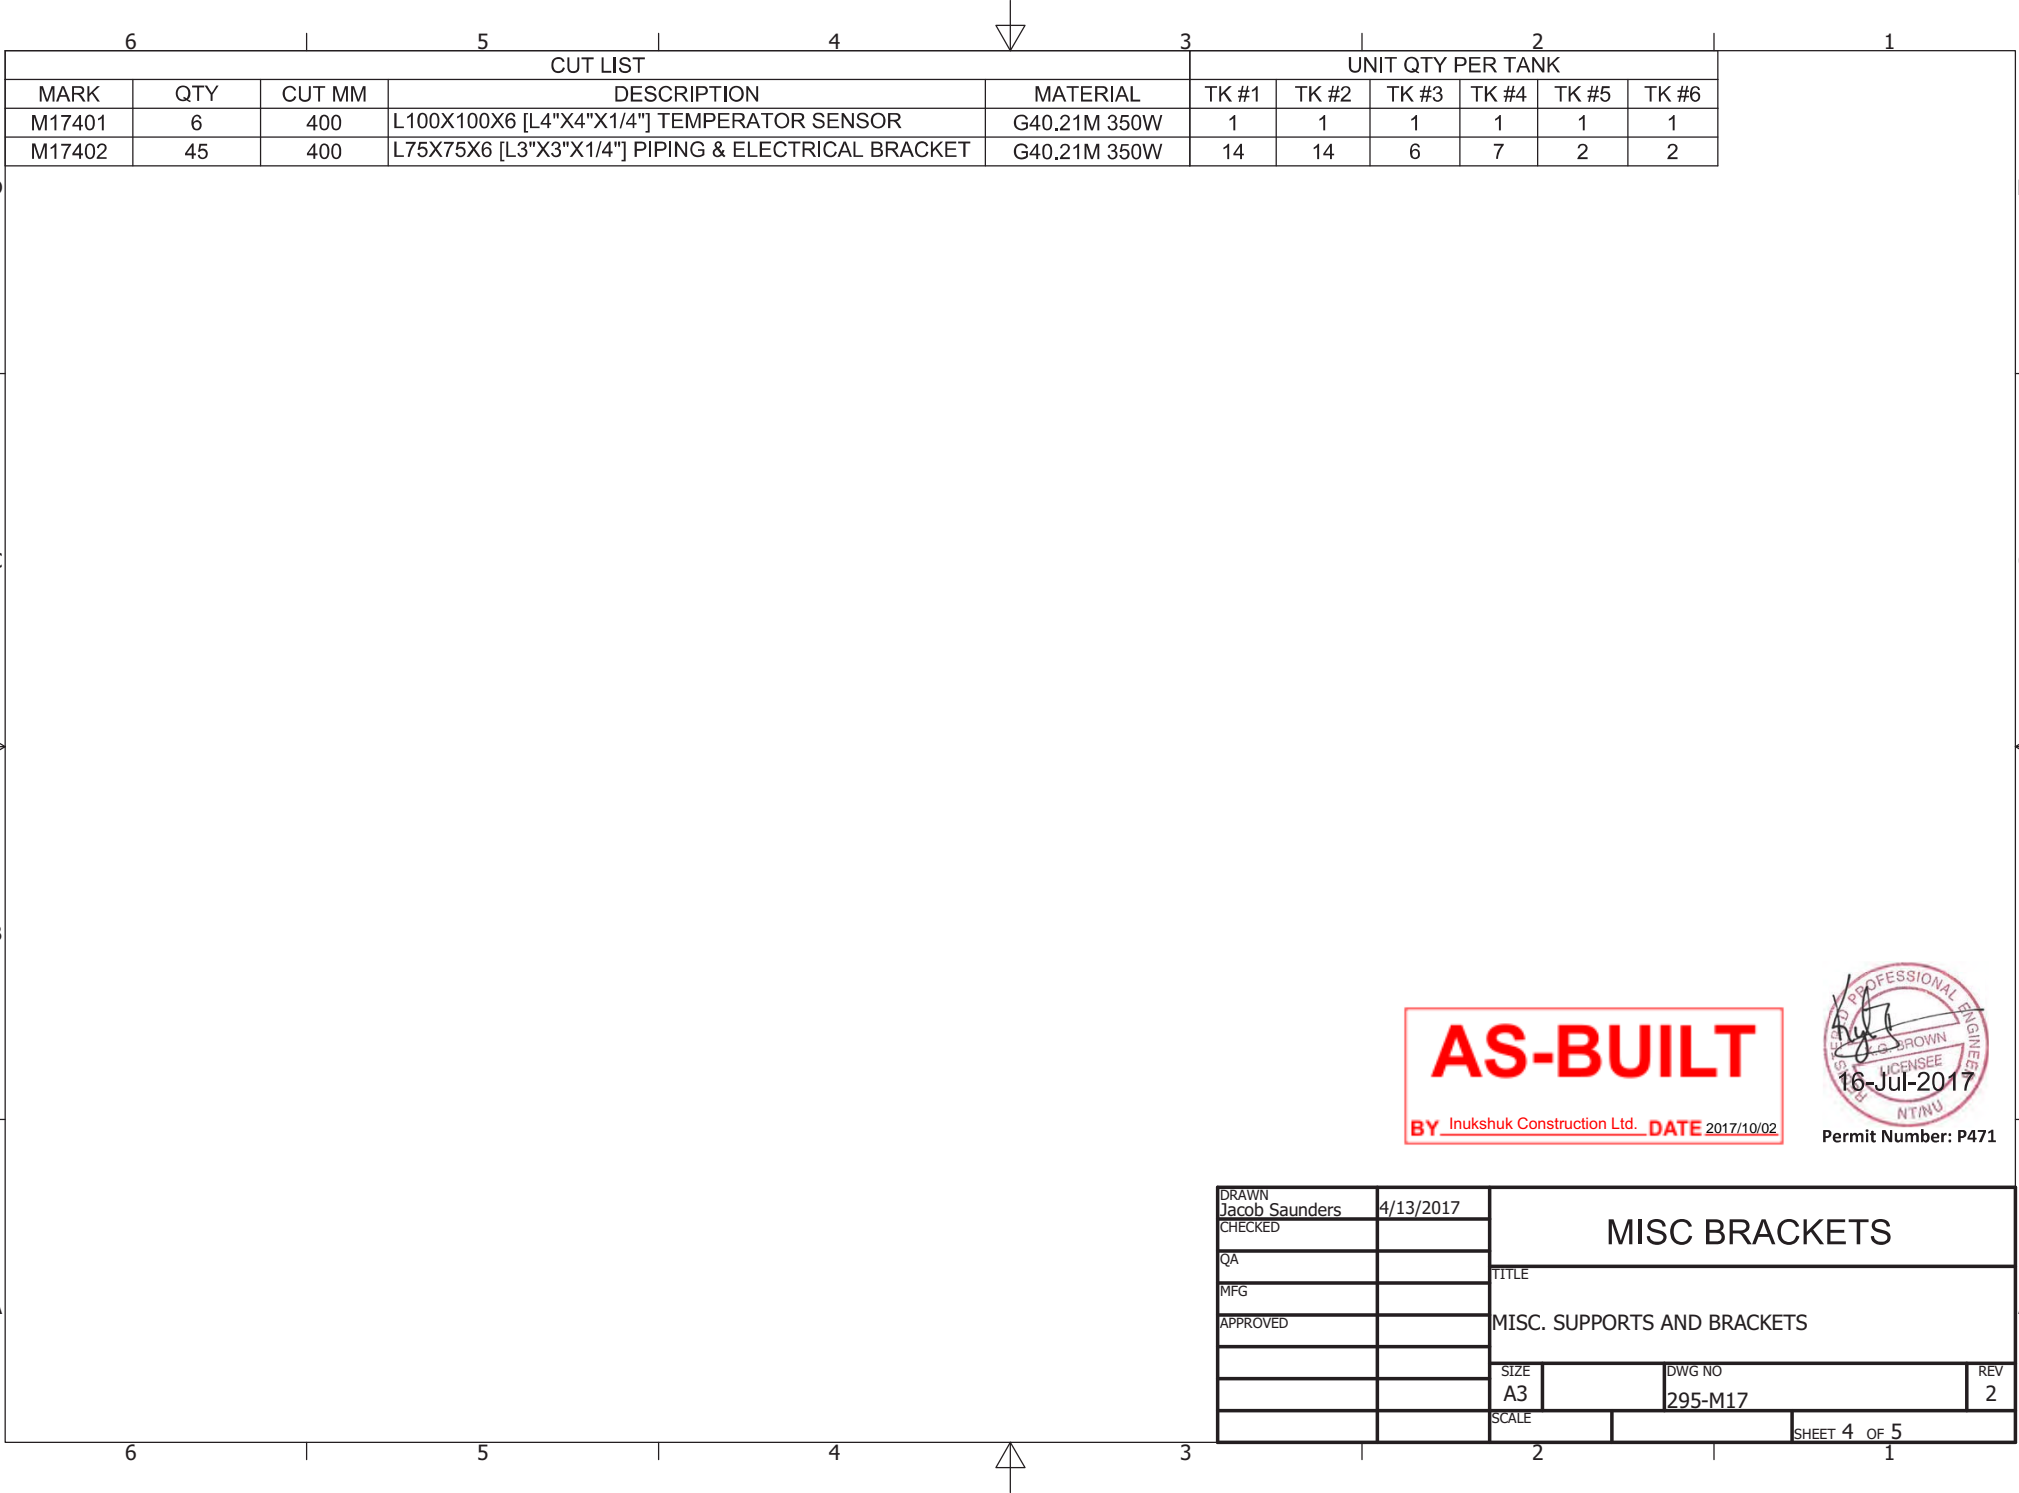 6 5 4 3 2 1
CUT LIST UNIT QTY PER TANK
MARK QTY CUT MM DESCRIPTION MATERIAL TK #1 TK #2 TK #3 TK #4 TK #5 TK #6
M17401 6 400 L100X100X6 [L4"X4"X1/4"] TEMPERATOR SENSOR G40.21M 350W 1 1 1 1 1 1
M17402 45 400 L75X75X6 [L3"X3"X1/4"] PIPING & ELECTRICAL BRACKET G40.21M 350W 14 14 6 7 2 2
AS-BUILT
BY Inukshuk Construction Ltd. DATE 2017/10/02
REGISTERED PROFESSIONAL ENGINEER
K.G. BROWN
LICENSEE
16-Jul-2017
NT/NU
Permit Number: P471
DRAWN
Jacob Saunders 4/13/2017
CHECKED
QA
MFG
APPROVED
MISC BRACKETS
TITLE
MISC. SUPPORTS AND BRACKETS
SIZE
A3
DWG NO
295-M17
REV
2
SCALE
SHEET 4 OF 5
6 5 4 3 2 1